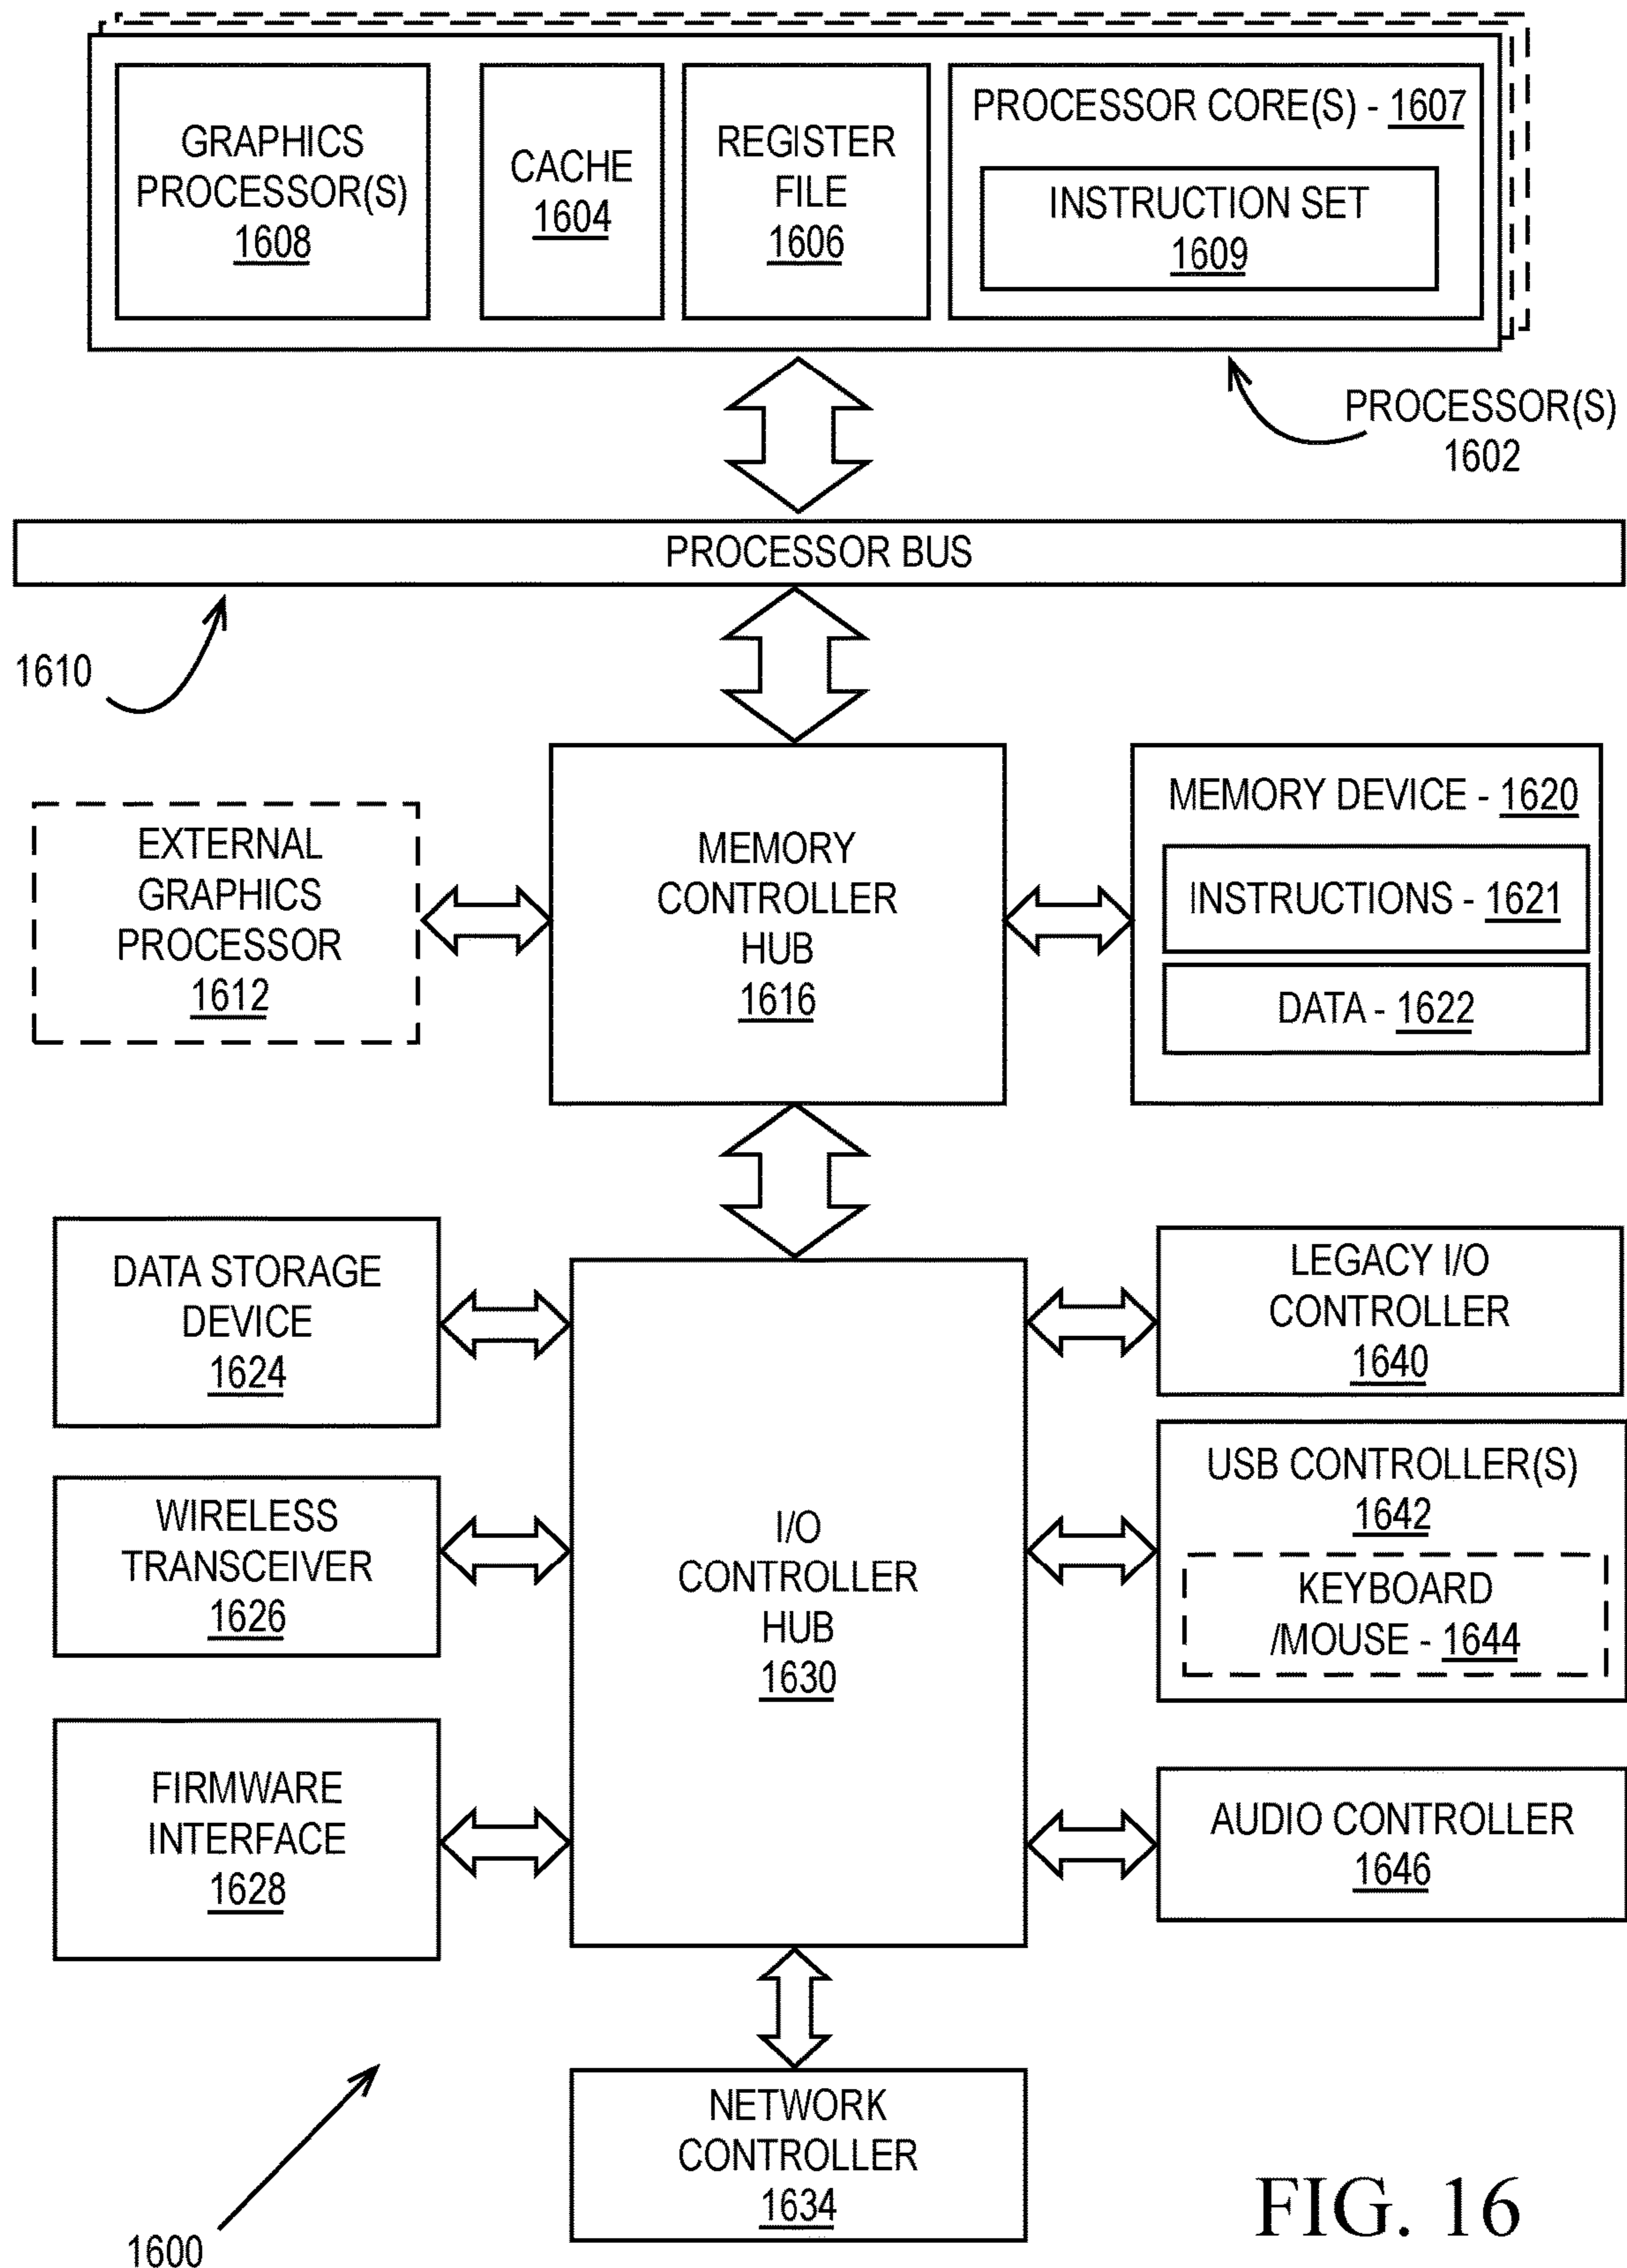 GRAPHICS
PROCESSOR(S)
1608
CACHE
1604
REGISTER
FILE
1606
PROCESSOR CORE(S) - 1607
INSTRUCTION SET
1609
PROCESSOR(S)
1602
PROCESSOR BUS
1610
EXTERNAL
GRAPHICS
PROCESSOR
1612
MEMORY
CONTROLLER
HUB
1616
MEMORY DEVICE - 1620
INSTRUCTIONS - 1621
DATA - 1622
DATA STORAGE
DEVICE
1624
WIRELESS
TRANSCEIVER
1626
FIRMWARE
INTERFACE
1628
I/O
CONTROLLER
HUB
1630
LEGACY I/O
CONTROLLER
1640
USB CONTROLLER(S)
1642
KEYBOARD
/MOUSE - 1644
AUDIO CONTROLLER
1646
NETWORK
CONTROLLER
1634
1600
FIG. 16